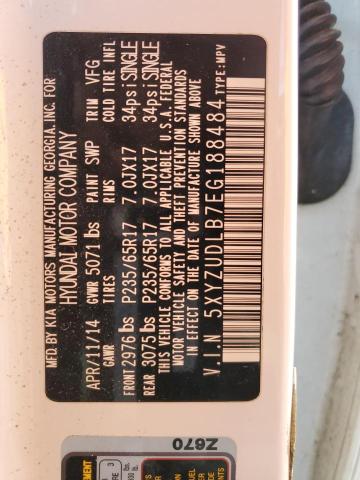 MFD. BY KIA MOTORS MANUFACTURING GEORGIA, INC. FOR
HYUNDAI MOTOR COMPANY
APR/11/14 GVWR 5071 lbs PAINT SWP TRIM VFG
TIRES RIMS COLD TIRE INFL
FRONT 2976 lbs P235/65R17 7.0JX17 34psi SINGLE
REAR 3075 lbs P235/65R17 7.0JX17 34psi SINGLE
THIS VEHICLE CONFORMS TO ALL APPLICABLE U.S.A. FEDERAL
MOTOR VEHICLE SAFETY AND THEFT PREVENTION STANDARDS
IN EFFECT ON THE DATE OF MANUFACTURE SHOWN ABOVE
V.I.N 5XYZUDLB7EG188484 TYPE:MPV
Z670